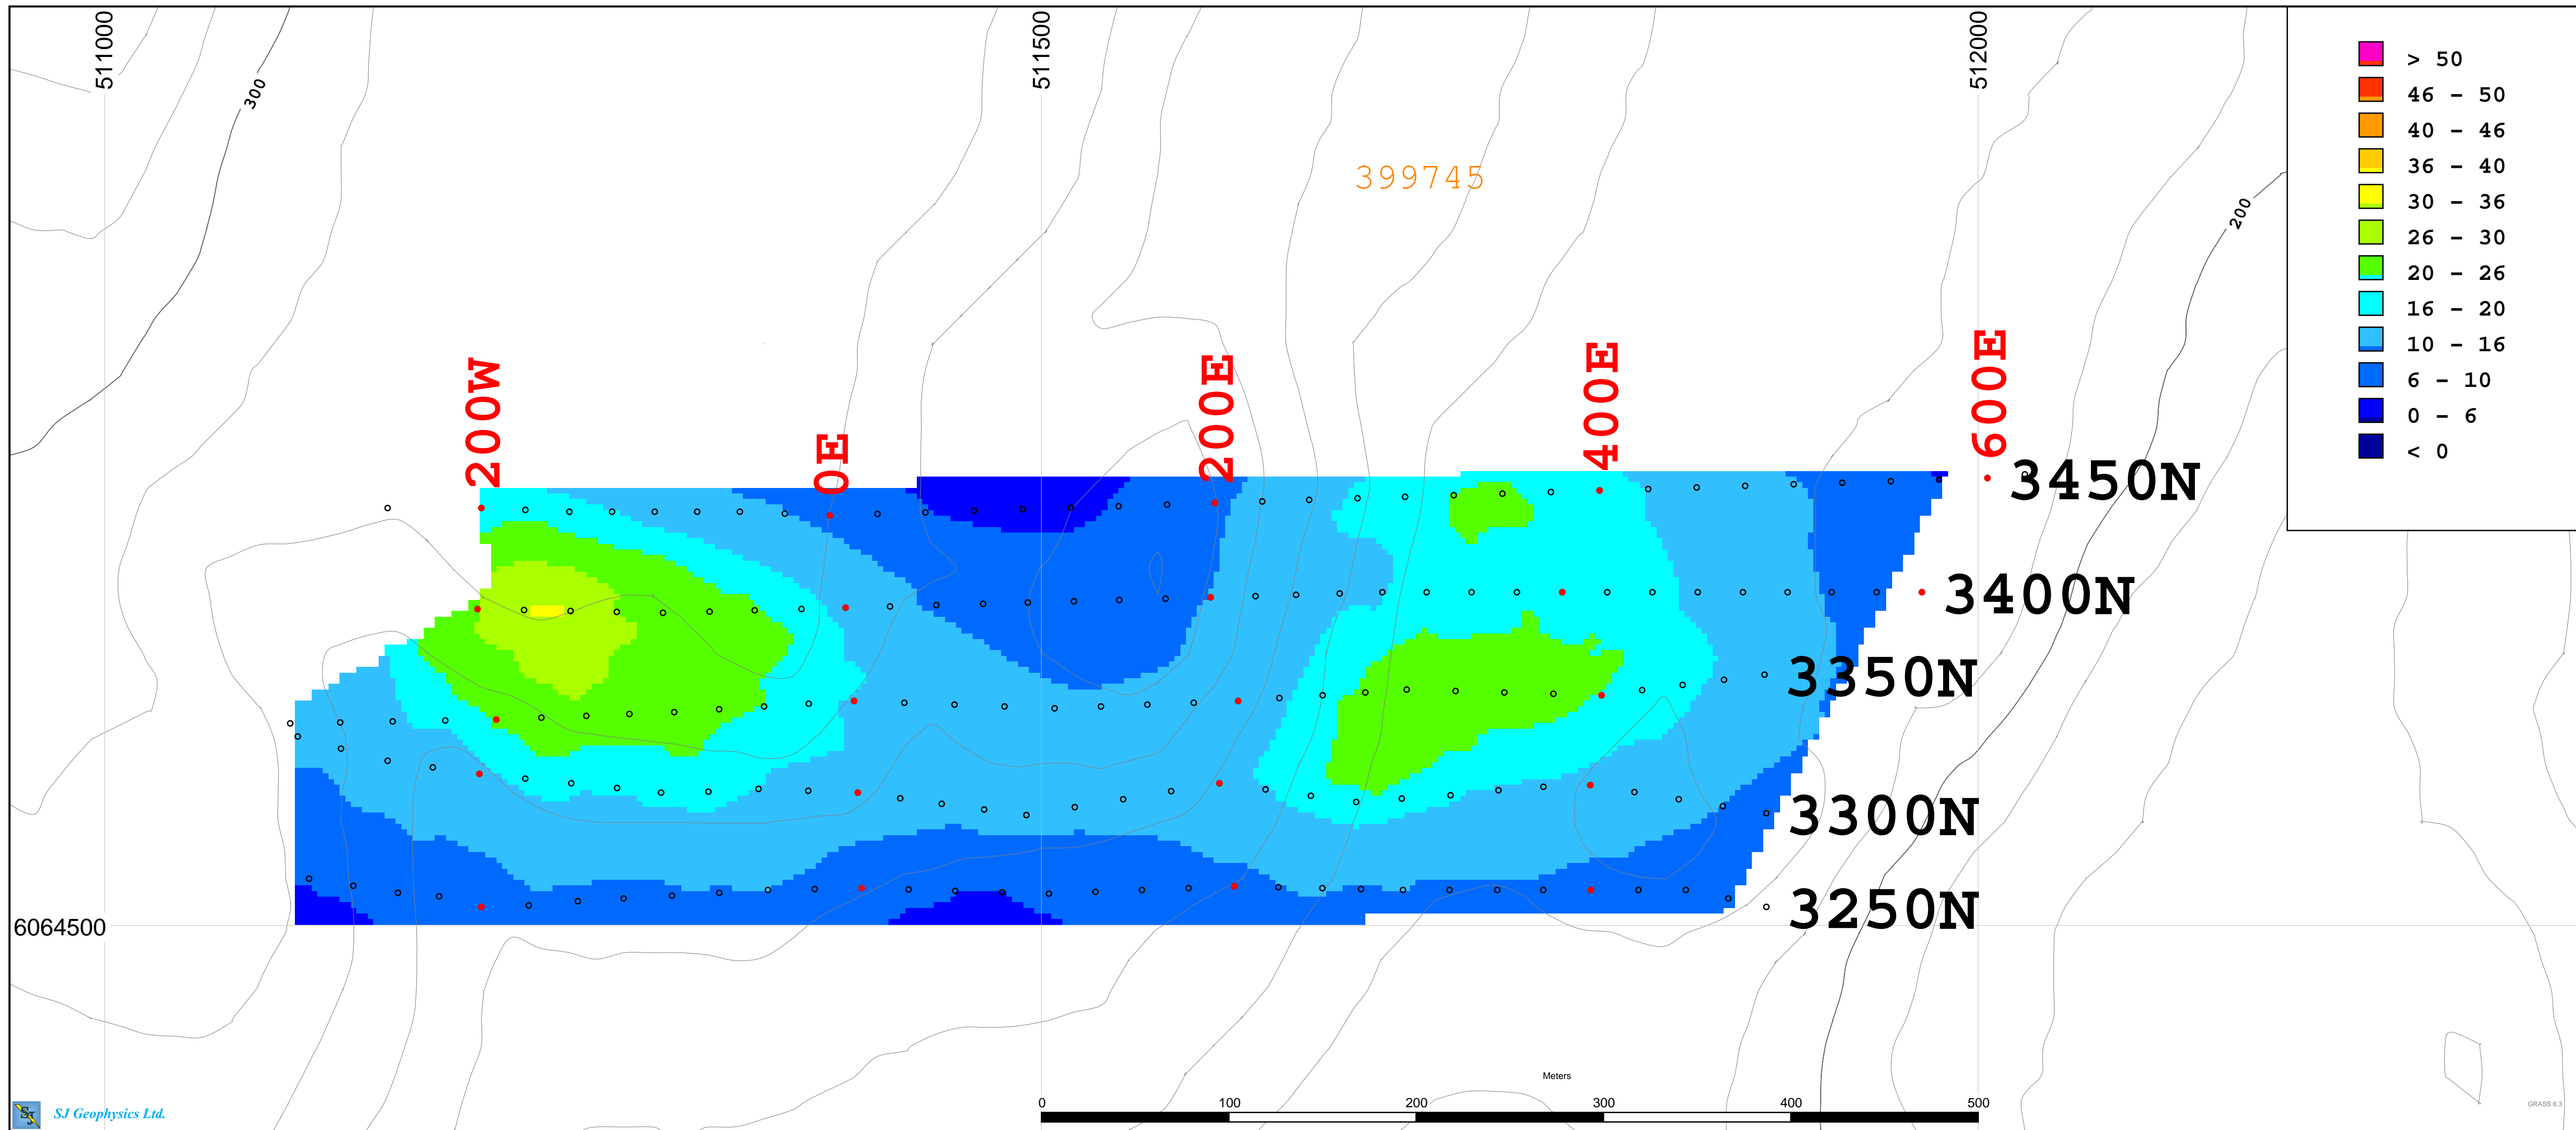 511000
511500
512000
300
200
399745
> 50
46 – 50
40 – 46
36 – 40
30 – 36
26 – 30
20 – 26
16 – 20
10 – 16
6 – 10
0 – 6
< 0
200W
0E
200E
400E
600E
3450N
3400N
3350N
3300N
3250N
6064500
Meters
0 100 200 300 400 500
SJ
SJ Geophysics Ltd.
GRASS 6.3